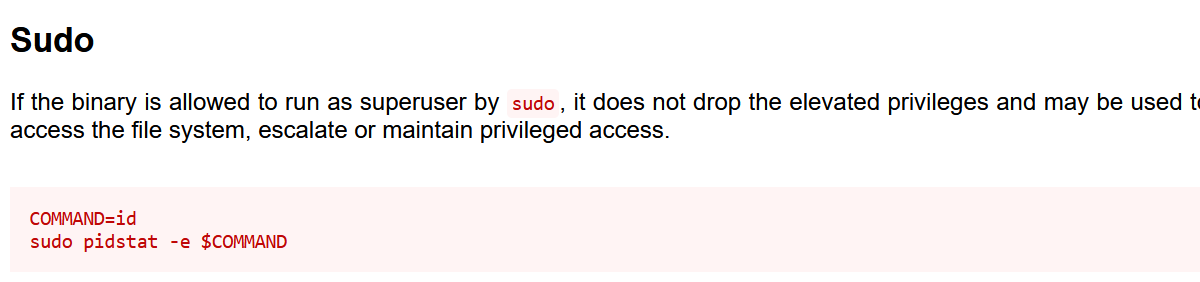 Sudo
If the binary is allowed to run as superuser by sudo, it does not drop the elevated privileges and may be used
access the file system, escalate or maintain privileged access.
COMMAND=id
sudo pidstat -e $COMMAND